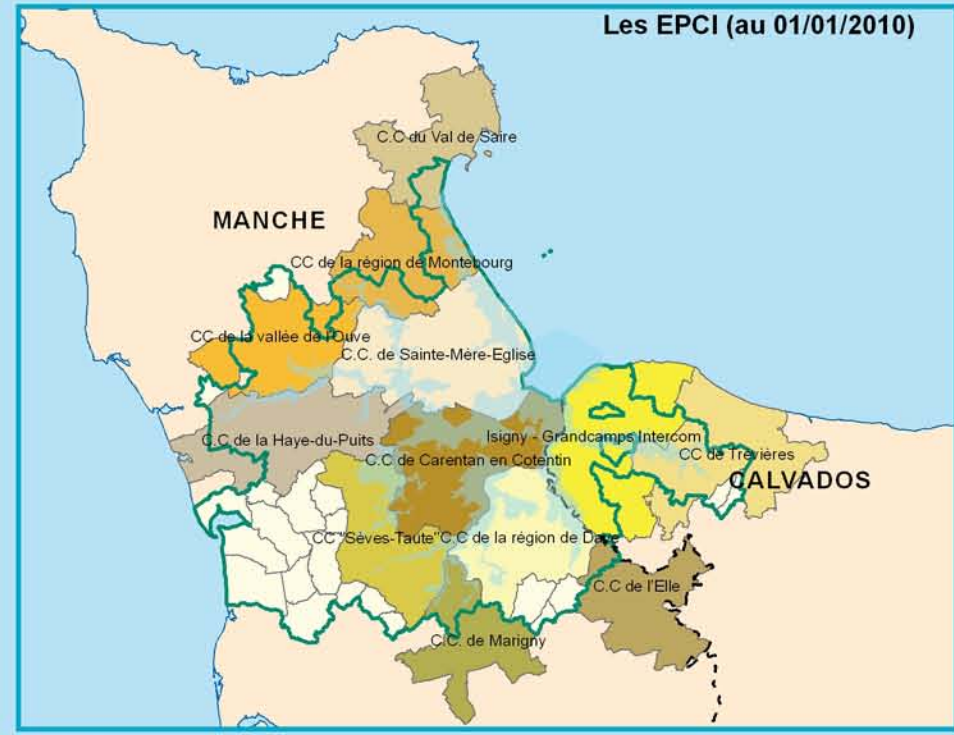 Les EPCI (au 01/01/2010)
C.C du Val de Saire
MANCHE
CC de la région de Montebourg
CC de la vallée de l'Ouve
C.C. de Sainte-Mère-Eglise
C.C de la Haye-du-Puits
Isigny - Grandcamps Intercom
C.C de Carentan en Cotentin
CC de Trévières
CALVADOS
CC "Sèves-Taute"
C.C de la région de Daye
C.C de l'Elle
C.C. de Marigny